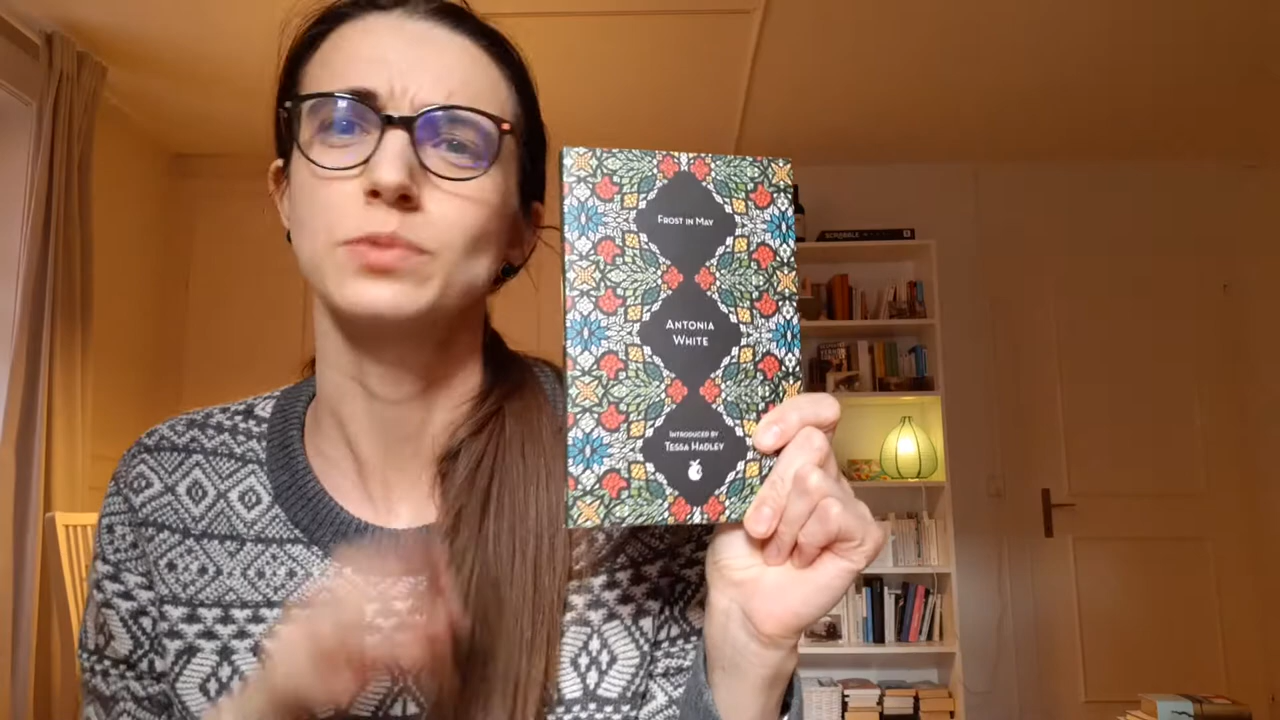 FROST IN MAY
ANTONIA
WHITE
INTRODUCED BY
TESSA HADLEY
SCRABBLE